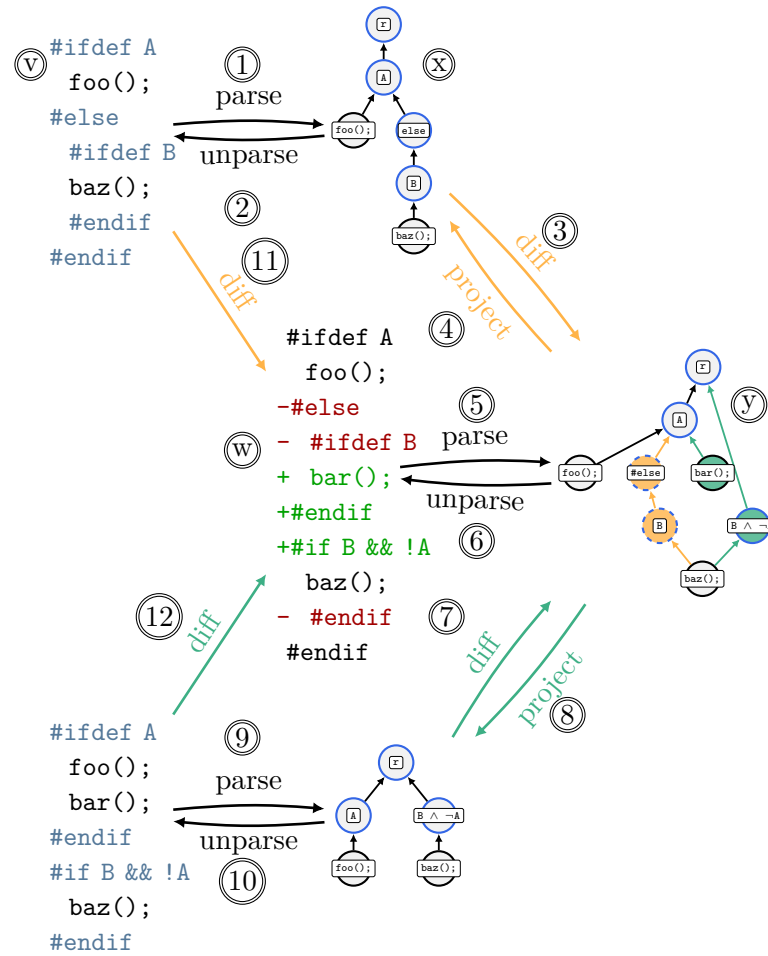 v
#ifdef A
foo();
#else
#ifdef B
baz();
#endif
#endif
1
parse
unparse
2
r
A
foo();
else
B
baz();
x
diff
3
project
4
diff
11
w
#ifdef A
foo();
-#else
- #ifdef B
+ bar();
+#endif
+#if B && !A
baz();
- #endif
#endif
5
parse
unparse
6
r
y
A
foo();
#else
bar();
B
B ∧ ¬
baz();
12
diff
7
diff
project
8
#ifdef A
foo();
bar();
#endif
#if B && !A
baz();
#endif
9
parse
unparse
10
r
A
B ∧ ¬A
foo();
baz();